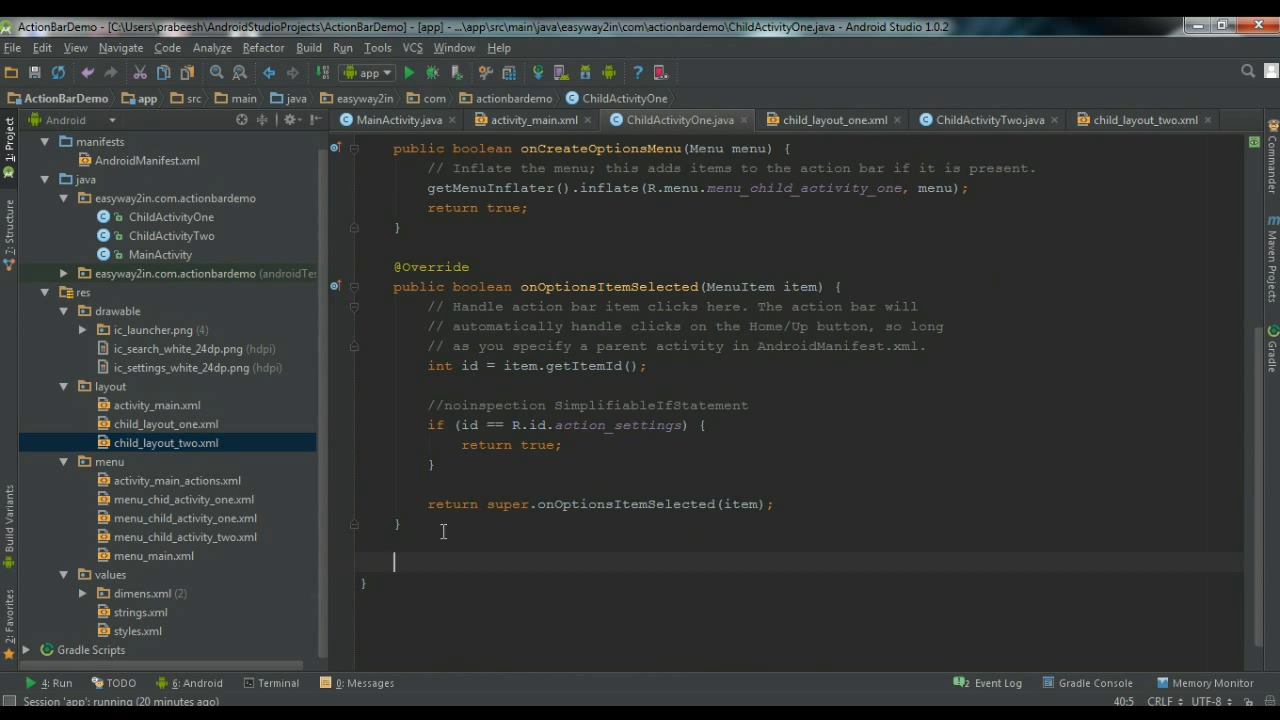 ActionBarDemo - [C:\Users\prabeesh\AndroidStudioProjects\ActionBarDemo] - [app] - ...\app\src\main\java\easyway2in\com\actionbardemo\ChildActivityOne.java - Android Studio 1.0.2
File Edit View Navigate Code Analyze Refactor Build Run Tools VCS Window Help
app
ActionBarDemo app src main java easyway2in com actionbardemo ChildActivityOne
Android
MainActivity.java activity_main.xml ChildActivityOne.java child_layout_one.xml ChildActivityTwo.java child_layout_two.xml
1: Project
7: Structure
Build Variants
2: Favorites
manifests
AndroidManifest.xml
java
easyway2in.com.actionbardemo
ChildActivityOne
ChildActivityTwo
MainActivity
easyway2in.com.actionbardemo (androidTes
res
drawable
ic_launcher.png (4)
ic_search_white_24dp.png (hdpi)
ic_settings_white_24dp.png (hdpi)
layout
activity_main.xml
child_layout_one.xml
child_layout_two.xml
menu
activity_main_actions.xml
menu_chid_activity_one.xml
menu_child_activity_one.xml
menu_child_activity_two.xml
menu_main.xml
values
dimens.xml (2)
strings.xml
styles.xml
Gradle Scripts
public boolean onCreateOptionsMenu(Menu menu) {
// Inflate the menu; this adds items to the action bar if it is present.
getMenuInflater().inflate(R.menu.menu_child_activity_one, menu);
return true;
}
@Override
public boolean onOptionsItemSelected(MenuItem item) {
// Handle action bar item clicks here. The action bar will
// automatically handle clicks on the Home/Up button, so long
// as you specify a parent activity in AndroidManifest.xml.
int id = item.getItemId();
//noinspection SimplifiableIfStatement
if (id == R.id.action_settings) {
return true;
}
return super.onOptionsItemSelected(item);
}
}
Commander
Maven Projects
Gradle
4: Run TODO 6: Android Terminal 0: Messages 2 Event Log Gradle Console Memory Monitor
Session 'app': running (20 minutes ago) 40:5 CRLF UTF-8